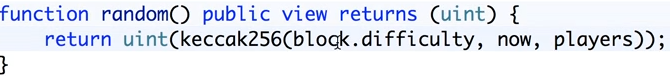 function random() public view returns (uint) {
    return uint(keccak256(block.difficulty, now, players));
}